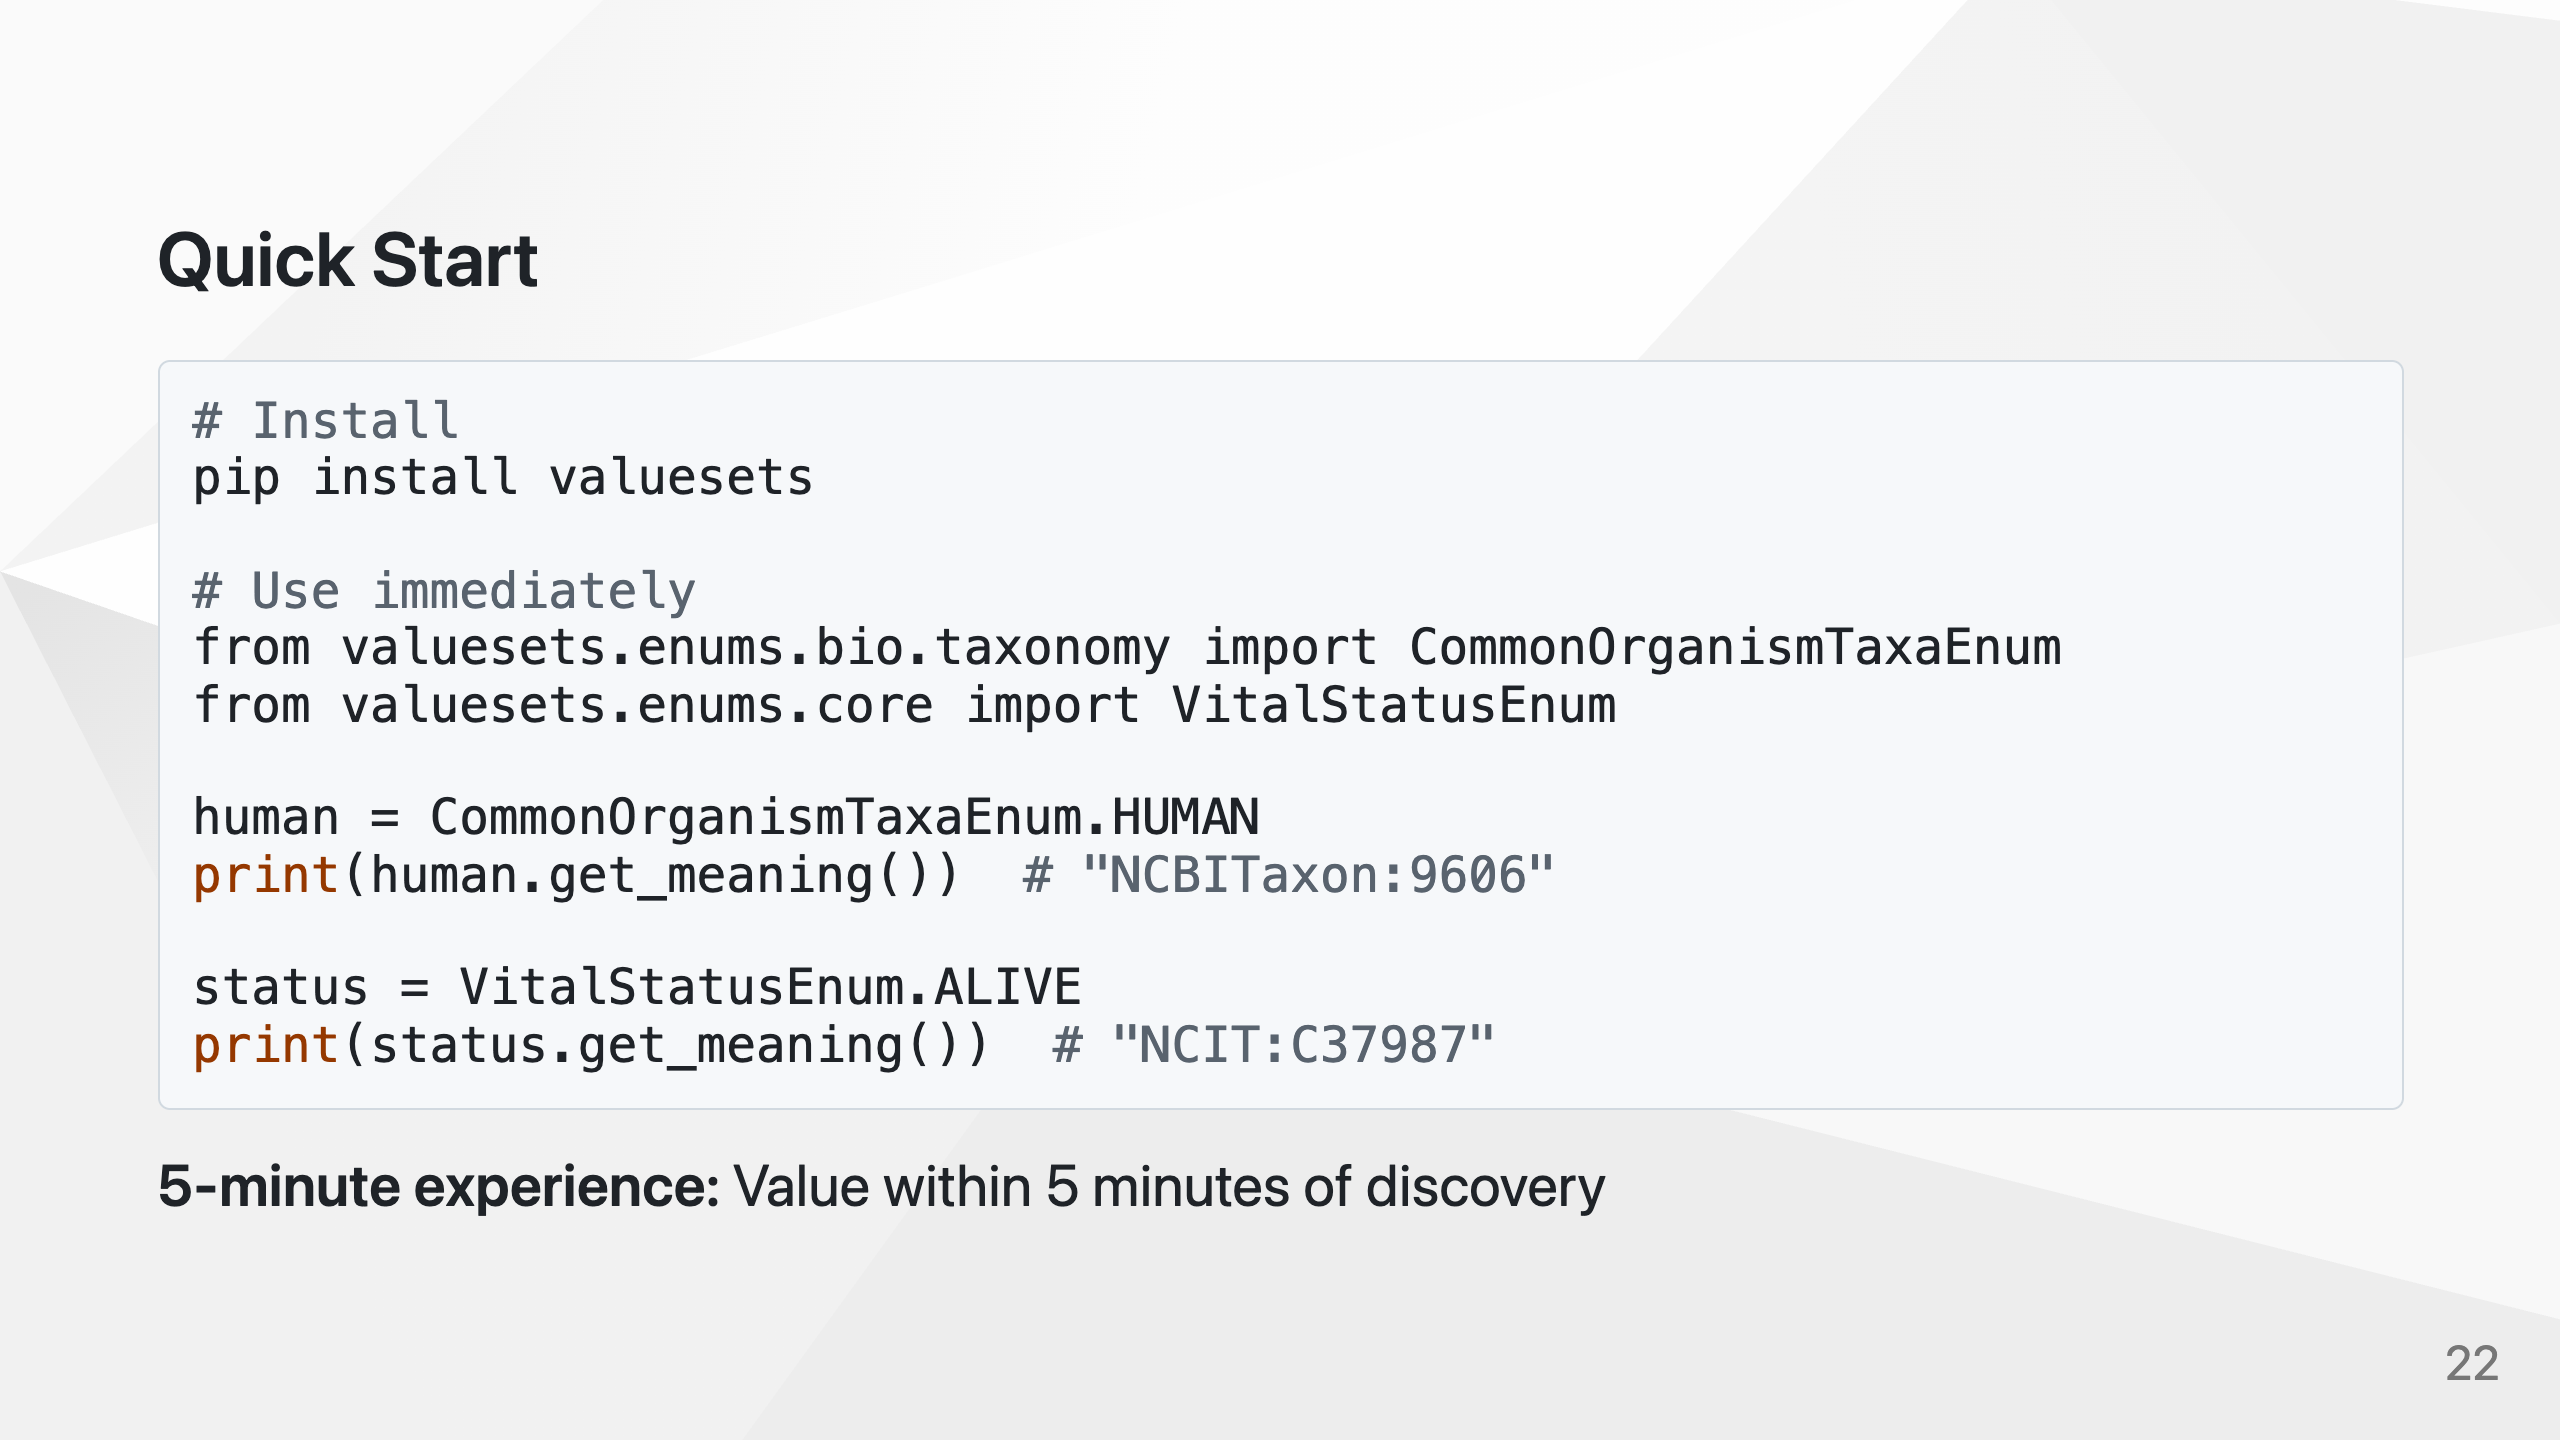 Quick Start
# Install
pip install valuesets
# Use immediately
from valuesets.enums.bio.taxonomy import CommonOrganismTaxaEnum
from valuesets.enums.core import VitalStatusEnum
human = CommonOrganismTaxaEnum.HUMAN
print(human.get_meaning())  # "NCBITaxon:9606"
status = VitalStatusEnum.ALIVE
print(status.get_meaning())  # "NCIT:C37987"
5-minute experience: Value within 5 minutes of discovery
22